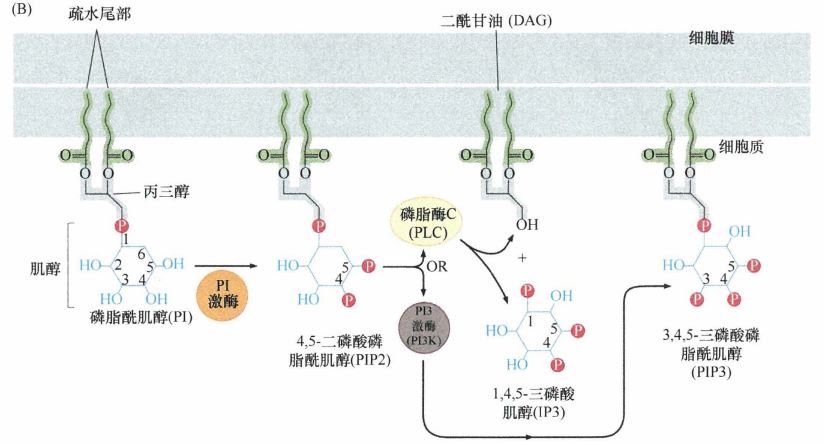 (B)
疏水尾部
二酰甘油 (DAG)
细胞膜
细胞质
O O
O O
丙三醇
P
肌醇
1
6
2
5
3
4
HO
OH
HO
OH
磷脂酰肌醇(PI)
PI
激酶
O O
O O
P
HO
5
P
HO
4
P
4,5-二磷酸磷
脂酰肌醇(PIP2)
磷脂酶C
(PLC)
OR
PI3
激酶
(PI3K)
O O
O O
OH
+
P
OH
1
HO
5
P
4
HO
P
1,4,5-三磷酸
肌醇(IP3)
O O
O O
P
OH
HO
5
P
3
4
P
P
3,4,5-三磷酸磷
脂酰肌醇
(PIP3)